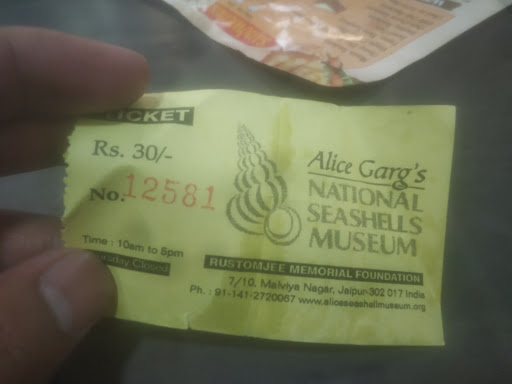 TICKET
Rs. 30/-
No. 12581
Time : 10am to 5pm
Closed
Alice Garg's
NATIONAL
SEASHELLS
MUSEUM
RUSTOMJEE MEMORIAL FOUNDATION
7/10, Malviya Nagar, Jaipur-302 017 India
Ph. : 91-141-2720067 www.aliceseashellmuseum.org